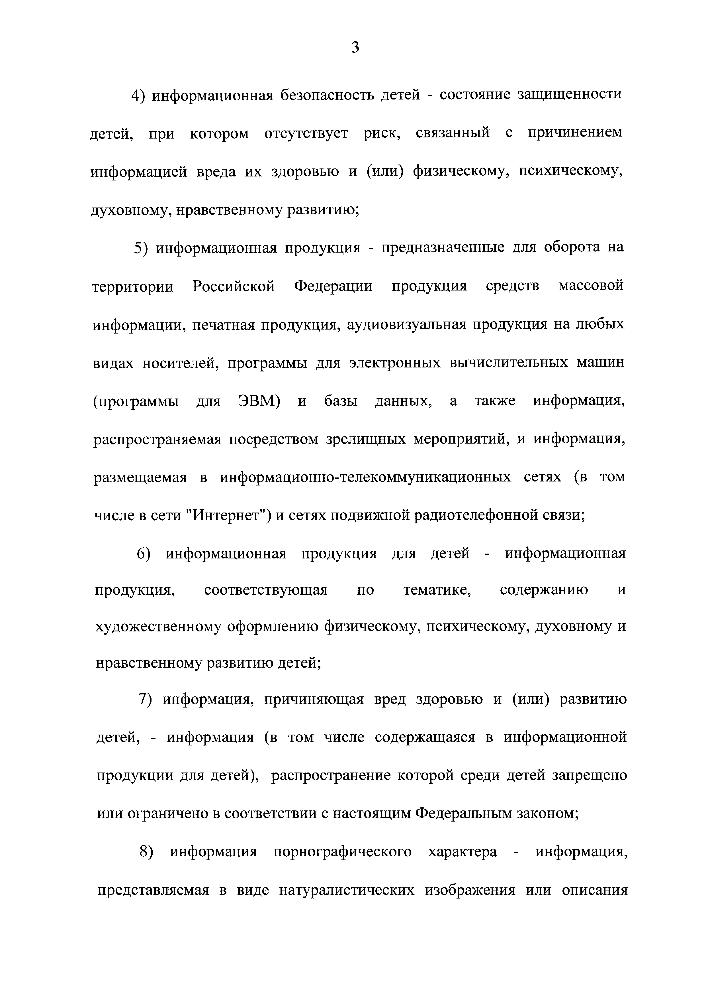 3
4) информационная безопасность детей - состояние защищенности
детей, при котором отсутствует риск, связанный с причинением
информацией вреда их здоровью и (или) физическому, психическому,
духовному, нравственному развитию;
5) информационная продукция - предназначенные для оборота на
территории Российской Федерации продукция средств массовой
информации, печатная продукция, аудиовизуальная продукция на любых
видах носителей, программы для электронных вычислительных машин
(программы для ЭВМ) и базы данных, а также информация,
распространяемая посредством зрелищных мероприятий, и информация,
размещаемая в информационно-телекоммуникационных сетях (в том
числе в сети "Интернет") и сетях подвижной радиотелефонной связи;
6) информационная продукция для детей - информационная
продукция, соответствующая по тематике, содержанию и
художественному оформлению физическому, психическому, духовному и
нравственному развитию детей;
7) информация, причиняющая вред здоровью и (или) развитию
детей, - информация (в том числе содержащаяся в информационной
продукции для детей), распространение которой среди детей запрещено
или ограничено в соответствии с настоящим Федеральным законом;
8) информация порнографического характера - информация,
представляемая в виде натуралистических изображения или описания